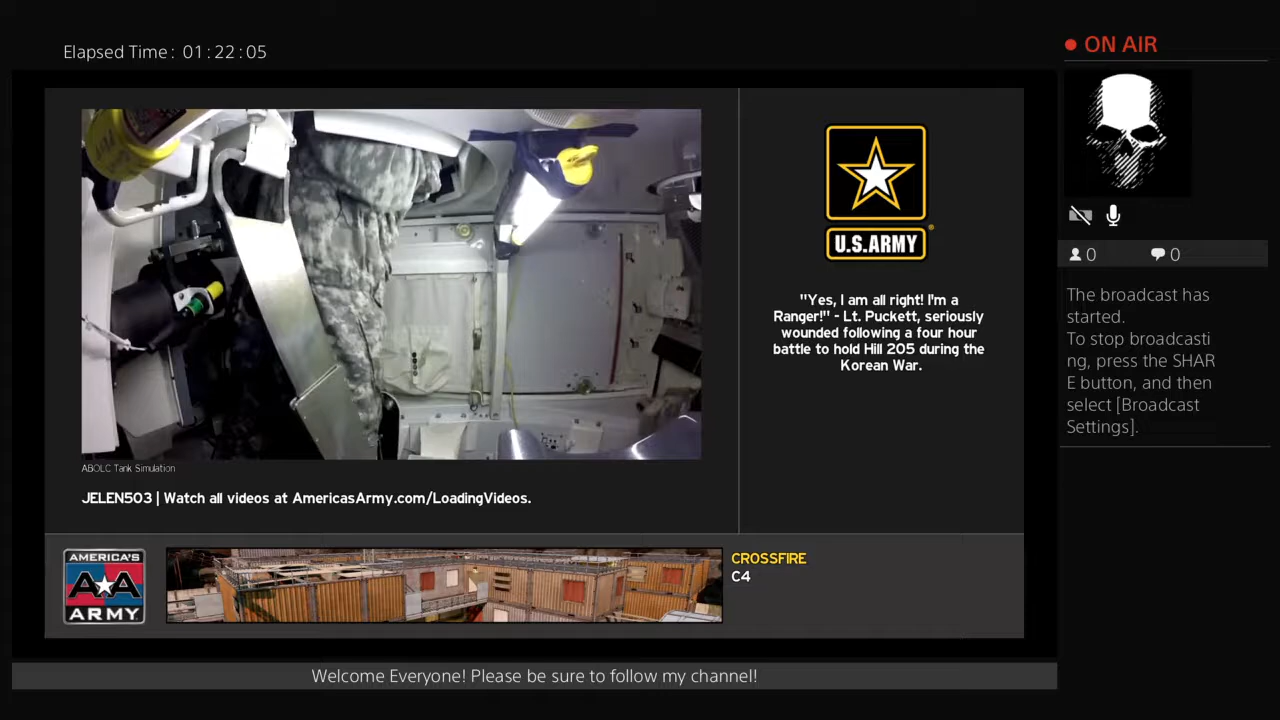 Elapsed Time: 01:22:05
ON AIR
U.S.ARMY
"Yes, I am all right! I'm a
Ranger!" - Lt. Puckett, seriously
wounded following a four hour
battle to hold Hill 205 during the
Korean War.
0
0
The broadcast has
started.
To stop broadcasti
ng, press the SHAR
E button, and then
select [Broadcast
Settings].
ABOLC Tank Simulation
JELEN503 | Watch all videos at AmericasArmy.com/LoadingVideos.
AMERICA'S
AA
ARMY
CROSSFIRE
C4
Welcome Everyone! Please be sure to follow my channel!